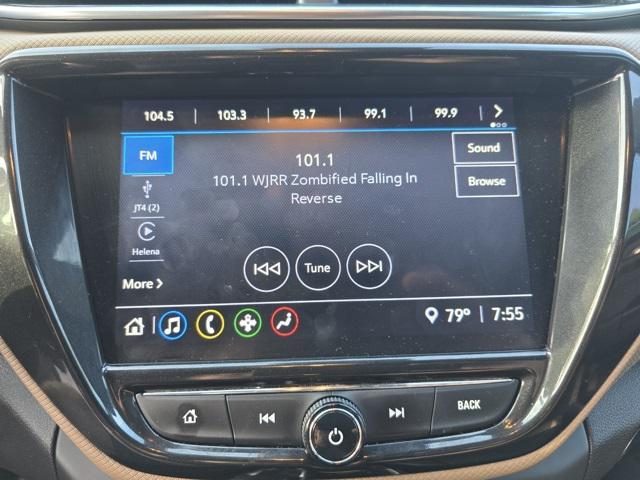 104.5 | 103.3 | 93.7 | 99.1 | 99.9 |
FM
JT4 (2)
Helena
More
101.1
101.1 WJRR Zombified Falling In
Reverse
Tune
Sound
Browse
79° | 7:55
BACK